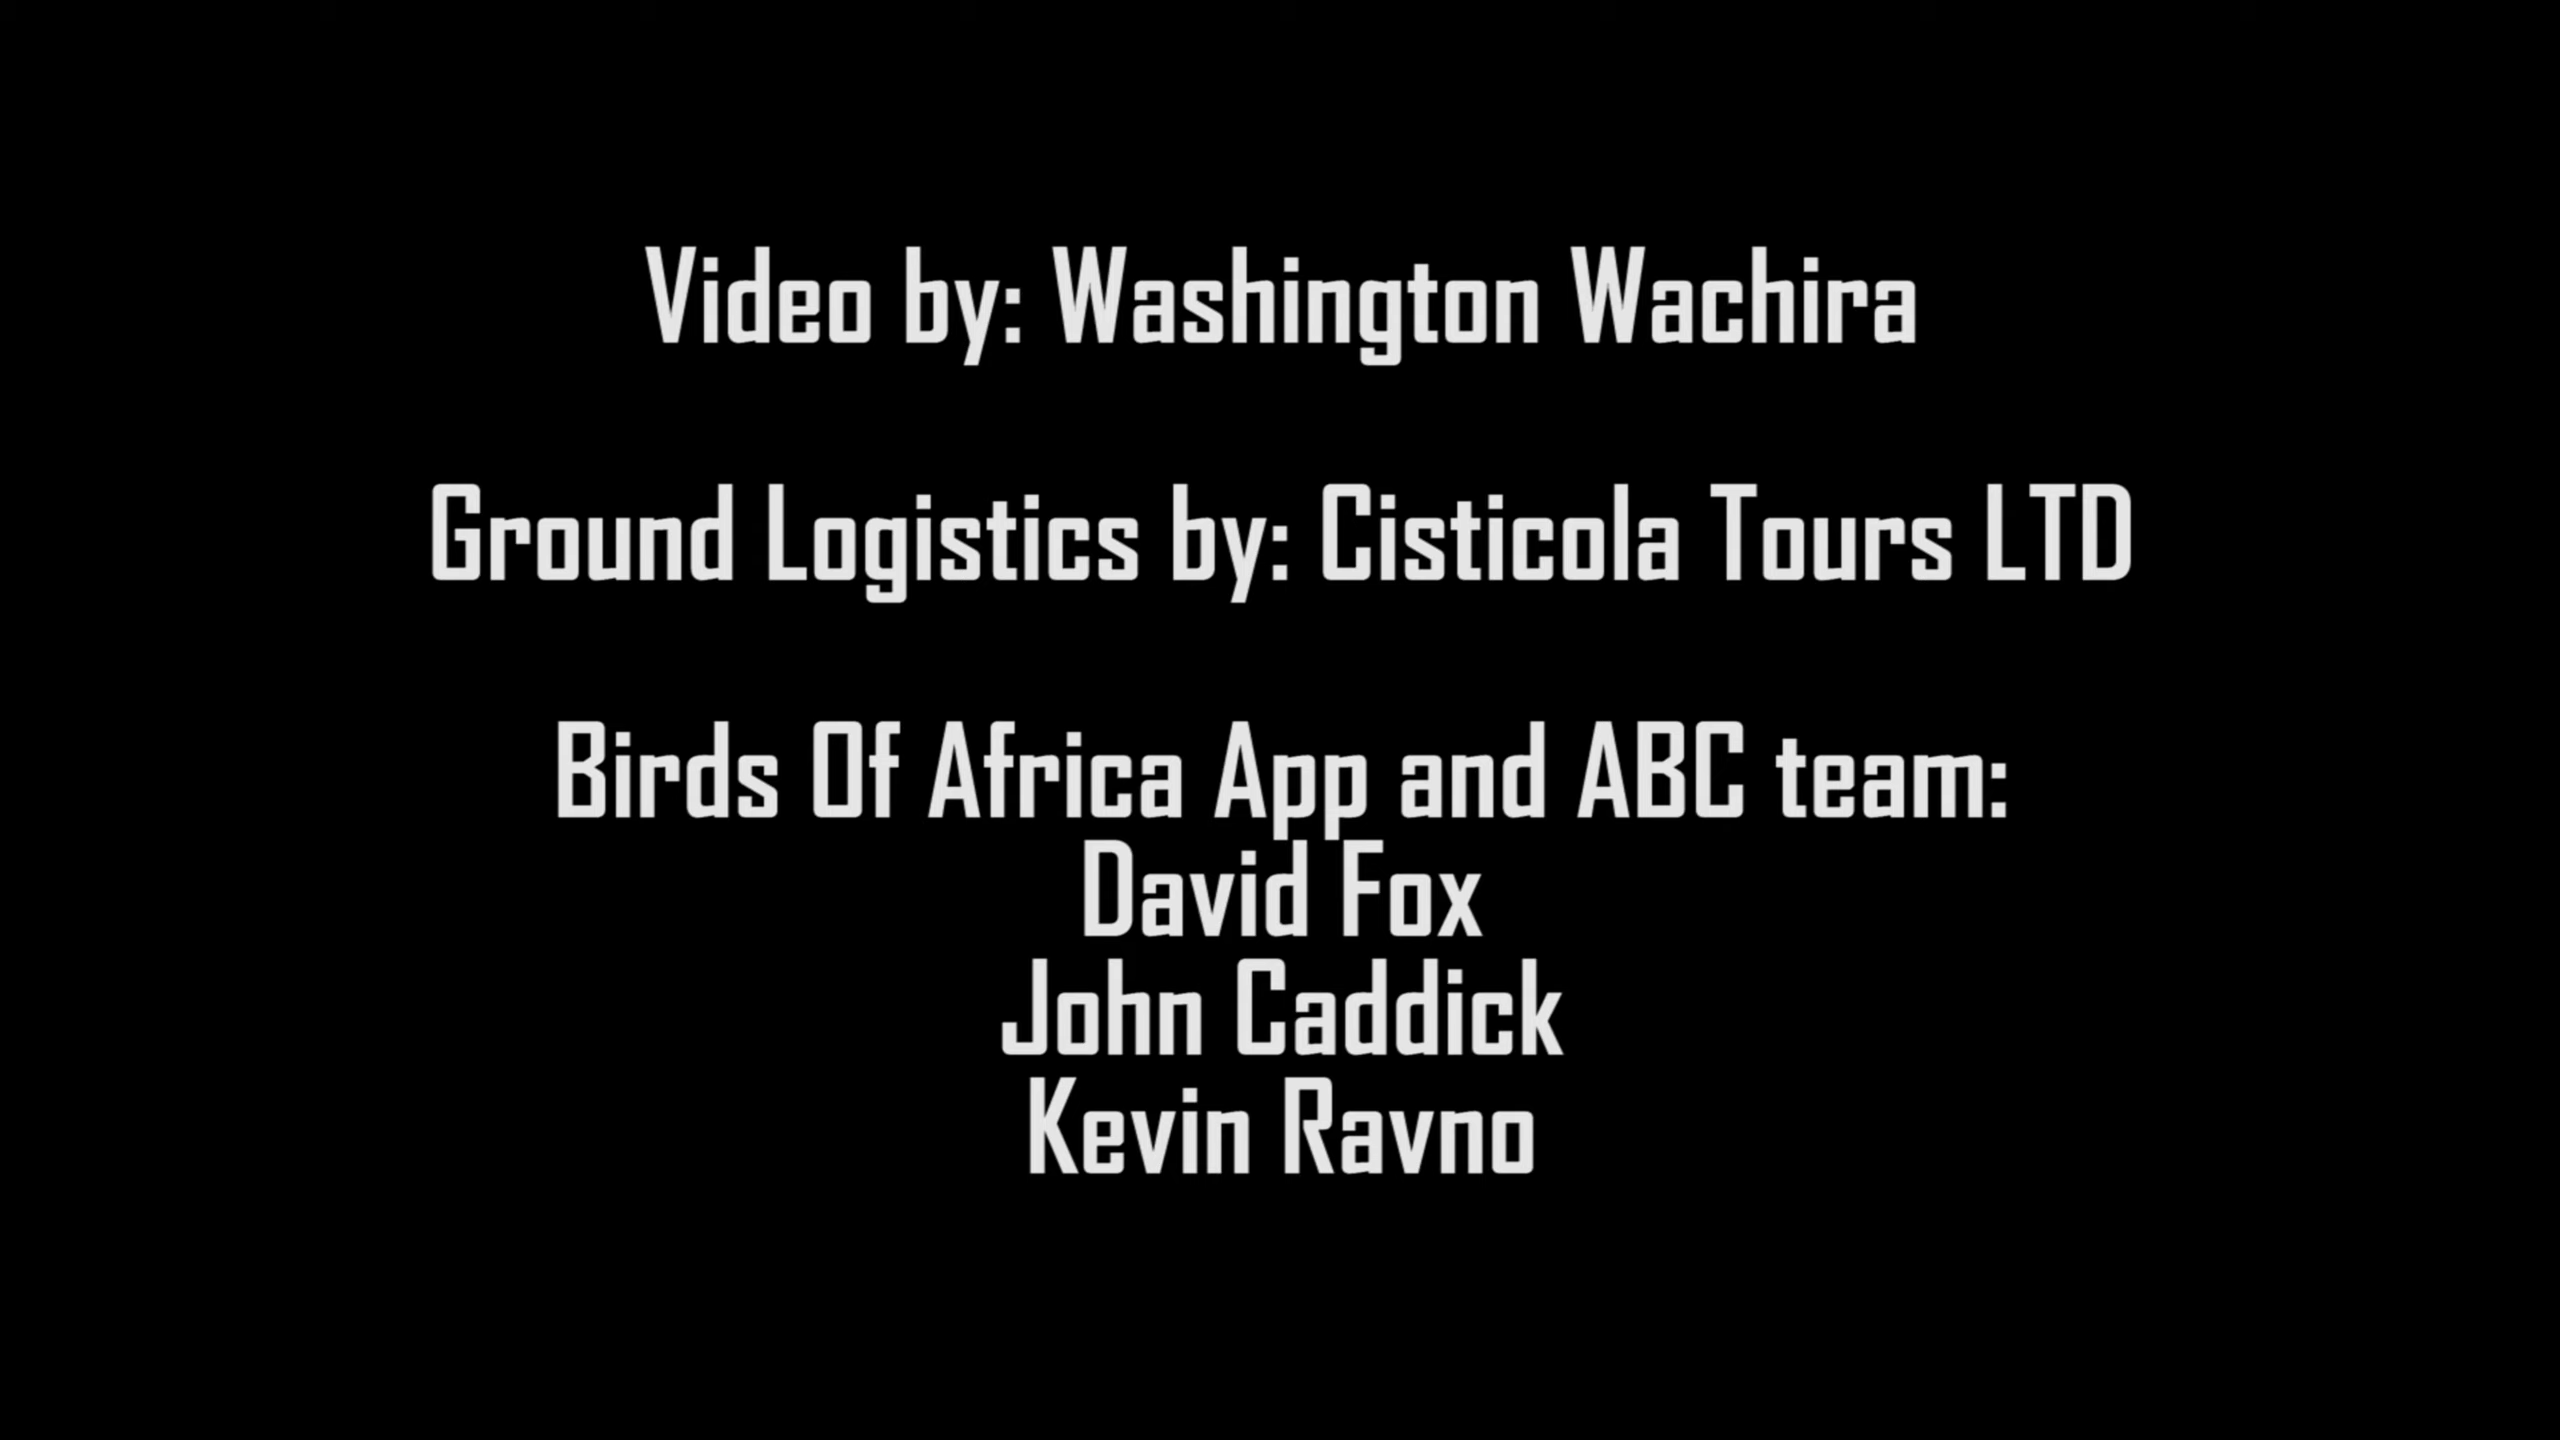 Video by: Washington Wachira
Ground Logistics by: Cisticola Tours LTD
Birds Of Africa App and ABC team:
David Fox
John Caddick
Kevin Ravno